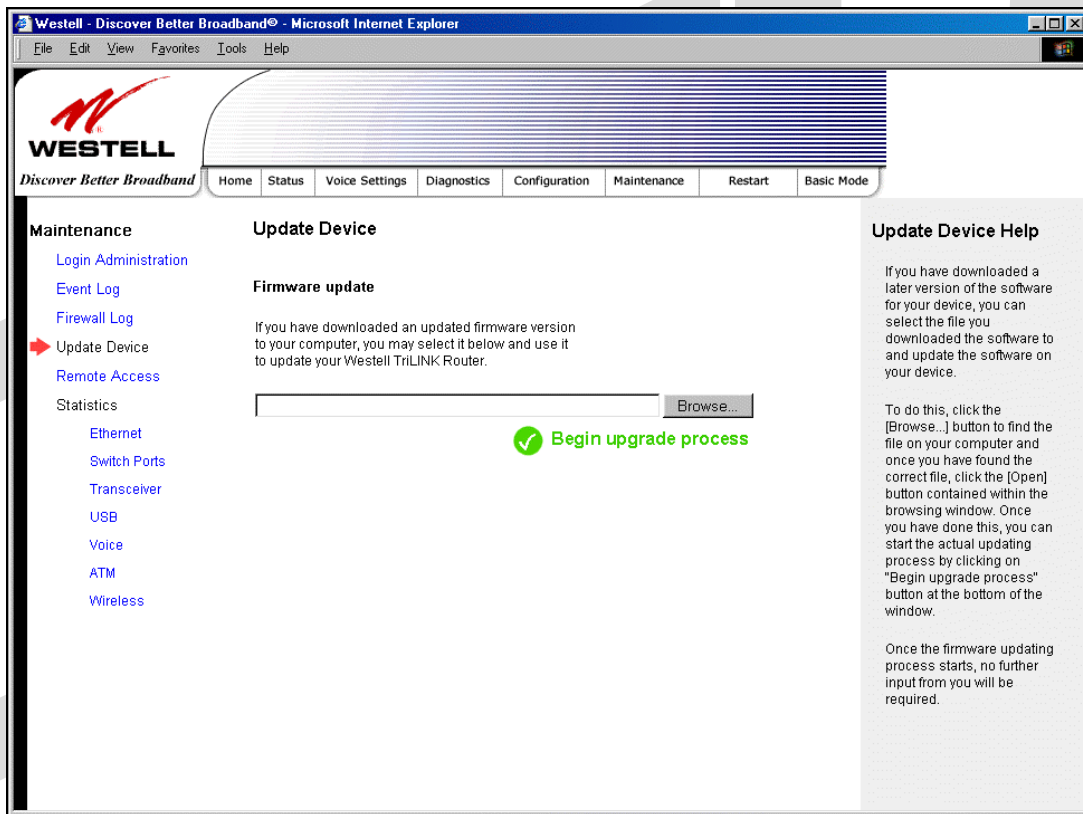 Westell - Discover Better Broadband® - Microsoft Internet Explorer
File Edit View Favorites Tools Help
WESTELL
®
Discover Better Broadband
Home Status Voice Settings Diagnostics Configuration Maintenance Restart Basic Mode
Maintenance
Login Administration
Event Log
Firewall Log
Update Device
Remote Access
Statistics
Ethernet
Switch Ports
Transceiver
USB
Voice
ATM
Wireless
Update Device
Firmware update
If you have downloaded an updated firmware version
to your computer, you may select it below and use it
to update your Westell TriLINK Router.
Browse...
Begin upgrade process
Update Device Help
If you have downloaded a
later version of the software
for your device, you can
select the file you
downloaded the software to
and update the software on
your device.
To do this, click the
[Browse...] button to find the
file on your computer and
once you have found the
correct file, click the [Open]
button contained within the
browsing window. Once
you have done this, you can
start the actual updating
process by clicking on
"Begin upgrade process"
button at the bottom of the
window.
Once the firmware updating
process starts, no further
input from you will be
required.